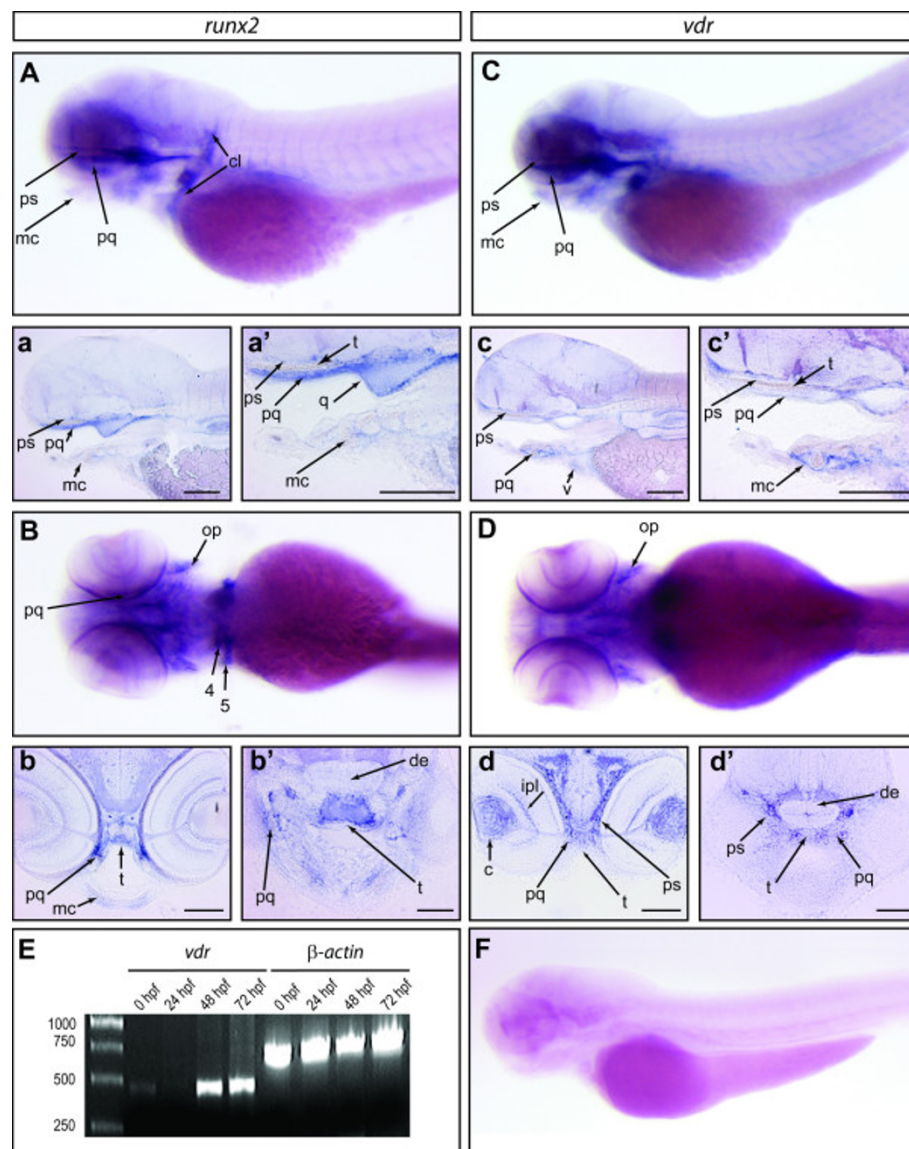 runx2
vdr
A
cl
ps
mc
pq
C
ps
mc
pq
a
ps
pq
mc
a'
t
ps
pq
q
mc
c
ps
pq
v
c'
t
ps
pq
mc
B
op
pq
4
5
D
op
b
t
pq
mc
b'
de
pq
t
d
ipl
c
pq
t
ps
d'
de
ps
t
pq
E
vdr
β-actin
0 hpf
24 hpf
48 hpf
72 hpf
0 hpf
24 hpf
48 hpf
72 hpf
1000
750
500
250
F